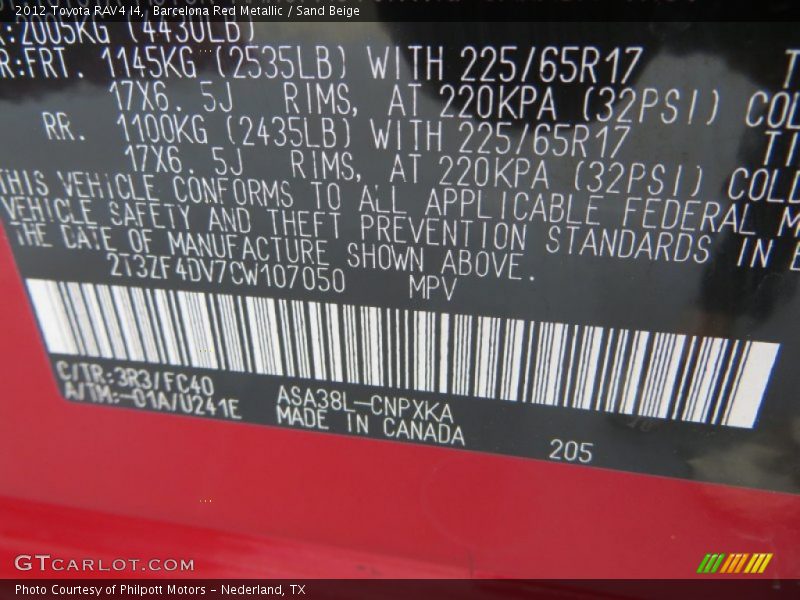 2012 Toyota RAV4 I4, Barcelona Red Metallic / Sand Beige
R:2005KG (4430LB)
R:FRT. 1145KG (2535LB) WITH 225/65R17
17X6.5J RIMS, AT 220KPA (32PSI) COL
RR. 1100KG (2435LB) WITH 225/65R17
17X6.5J RIMS, AT 220KPA (32PSI) COLD
THIS VEHICLE CONFORMS TO ALL APPLICABLE FEDERAL M
VEHICLE SAFETY AND THEFT PREVENTION STANDARDS IN E
THE DATE OF MANUFACTURE SHOWN ABOVE.
2T3ZF4DV7CW107050 MPV
C/TR:3R3/FC40
A/TM:-01A/U241E
ASA38L-CNPXKA
MADE IN CANADA
205
GTCARLOT.COM
Photo Courtesy of Philpott Motors - Nederland, TX